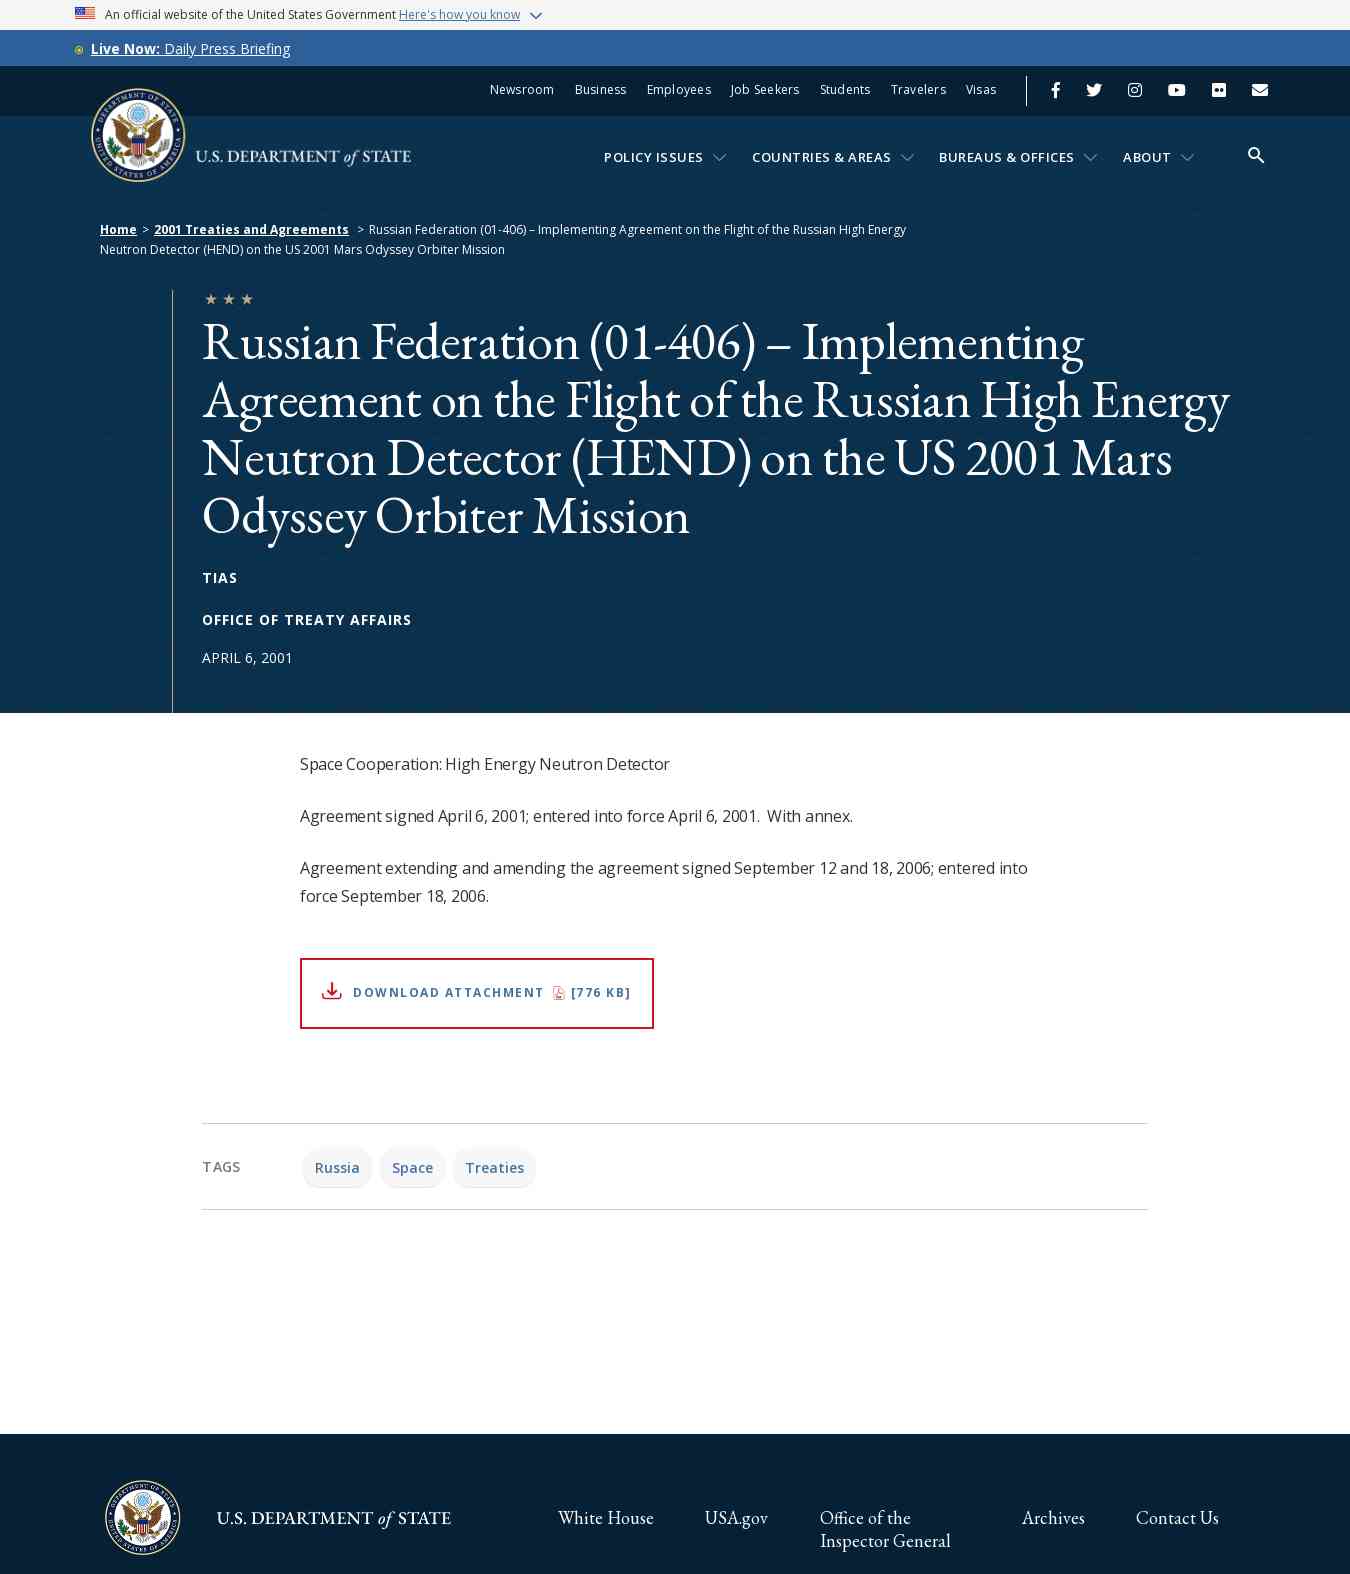 An official website of the United States Government Here's how you know
Live Now: Daily Press Briefing
Newsroom Business Employees Job Seekers Students Travelers Visas
U.S. DEPARTMENT of STATE
POLICY ISSUES COUNTRIES & AREAS BUREAUS & OFFICES ABOUT
Home > 2001 Treaties and Agreements > Russian Federation (01-406) – Implementing Agreement on the Flight of the Russian High Energy
Neutron Detector (HEND) on the US 2001 Mars Odyssey Orbiter Mission
Russian Federation (01-406) – Implementing
Agreement on the Flight of the Russian High Energy
Neutron Detector (HEND) on the US 2001 Mars
Odyssey Orbiter Mission
TIAS
OFFICE OF TREATY AFFAIRS
APRIL 6, 2001
Space Cooperation: High Energy Neutron Detector
Agreement signed April 6, 2001; entered into force April 6, 2001.  With annex.
Agreement extending and amending the agreement signed September 12 and 18, 2006; entered into
force September 18, 2006.
DOWNLOAD ATTACHMENT [776 KB]
TAGS Russia Space Treaties
U.S. DEPARTMENT of STATE
White House USA.gov Office of the Archives Contact Us
Inspector General